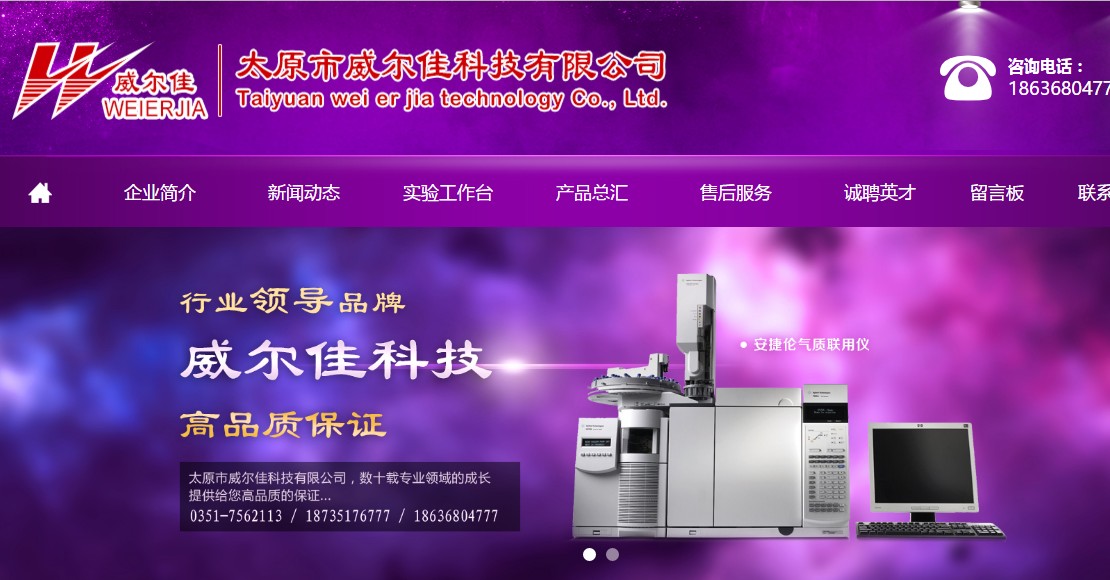 威尔佳
WEIERJIA
太原市威尔佳科技有限公司
Taiyuan wei er jia technology Co., Ltd.
咨询电话：
1863680477
企业简介
新闻动态
实验工作台
产品总汇
售后服务
诚聘英才
留言板
联系
行业领导品牌
威尔佳科技
高品质保证
安捷伦气质联用仪
太原市威尔佳科技有限公司，数十载专业领域的成长
提供给您高品质的保证...
0351-7562113 / 18735176777 / 18636804777